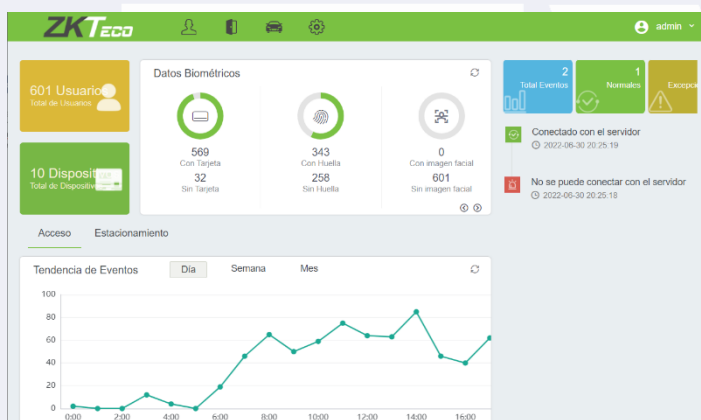 ZKTECO
admin
601 Usuario
Total de Usuarios
10 Disposit
Total de Dispositiv
Datos Biométricos
569
Con Tarjeta
32
Sin Tarjeta
343
Con Huella
258
Sin Huella
0
Con imagen facial
601
Sin imagen facial
2
Total Eventos
1
Normales
Excepci
Conectado con el servidor
2022-06-30 20:25:19
No se puede conectar con el servidor
2022-06-30 20:25:18
Acceso Estacionamiento
Tendencia de Eventos Día Semana Mes
100
80
60
40
20
0
0:00 2:00 4:00 6:00 8:00 10:00 12:00 14:00 16:00